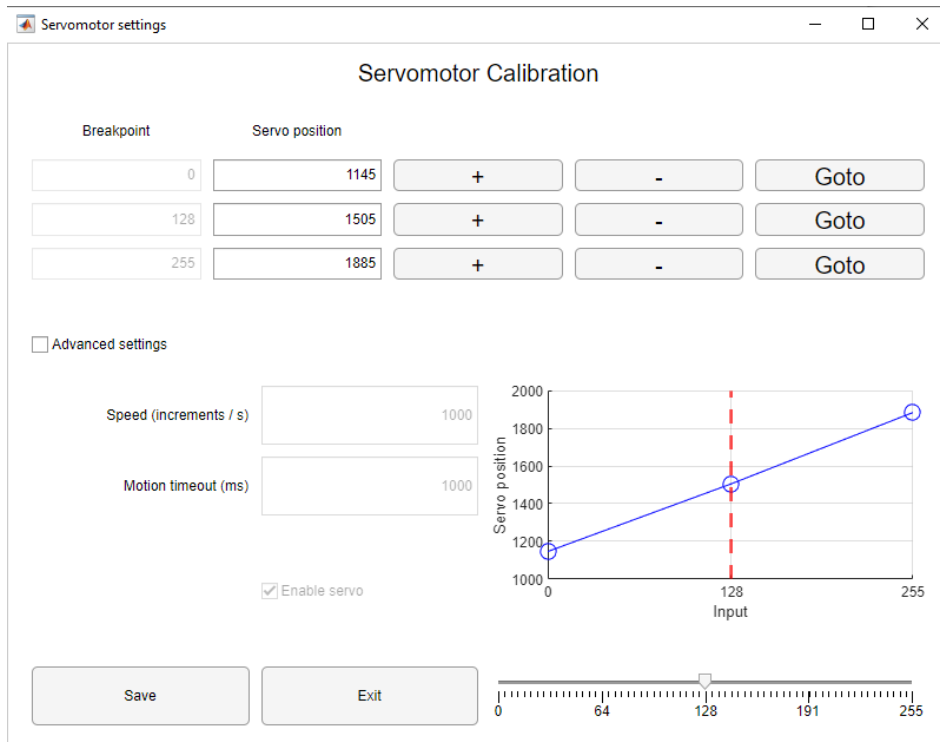 Servomotor settings
Servomotor Calibration
Breakpoint Servo position
0 1145 + - Goto
128 1505 + - Goto
255 1885 + - Goto
Advanced settings
Speed (increments / s) 1000
Motion timeout (ms) 1000
Enable servo
2000
1800
1600
1400
1200
1000
Servo position
0 128 255
Input
Save Exit
0 64 128 191 255